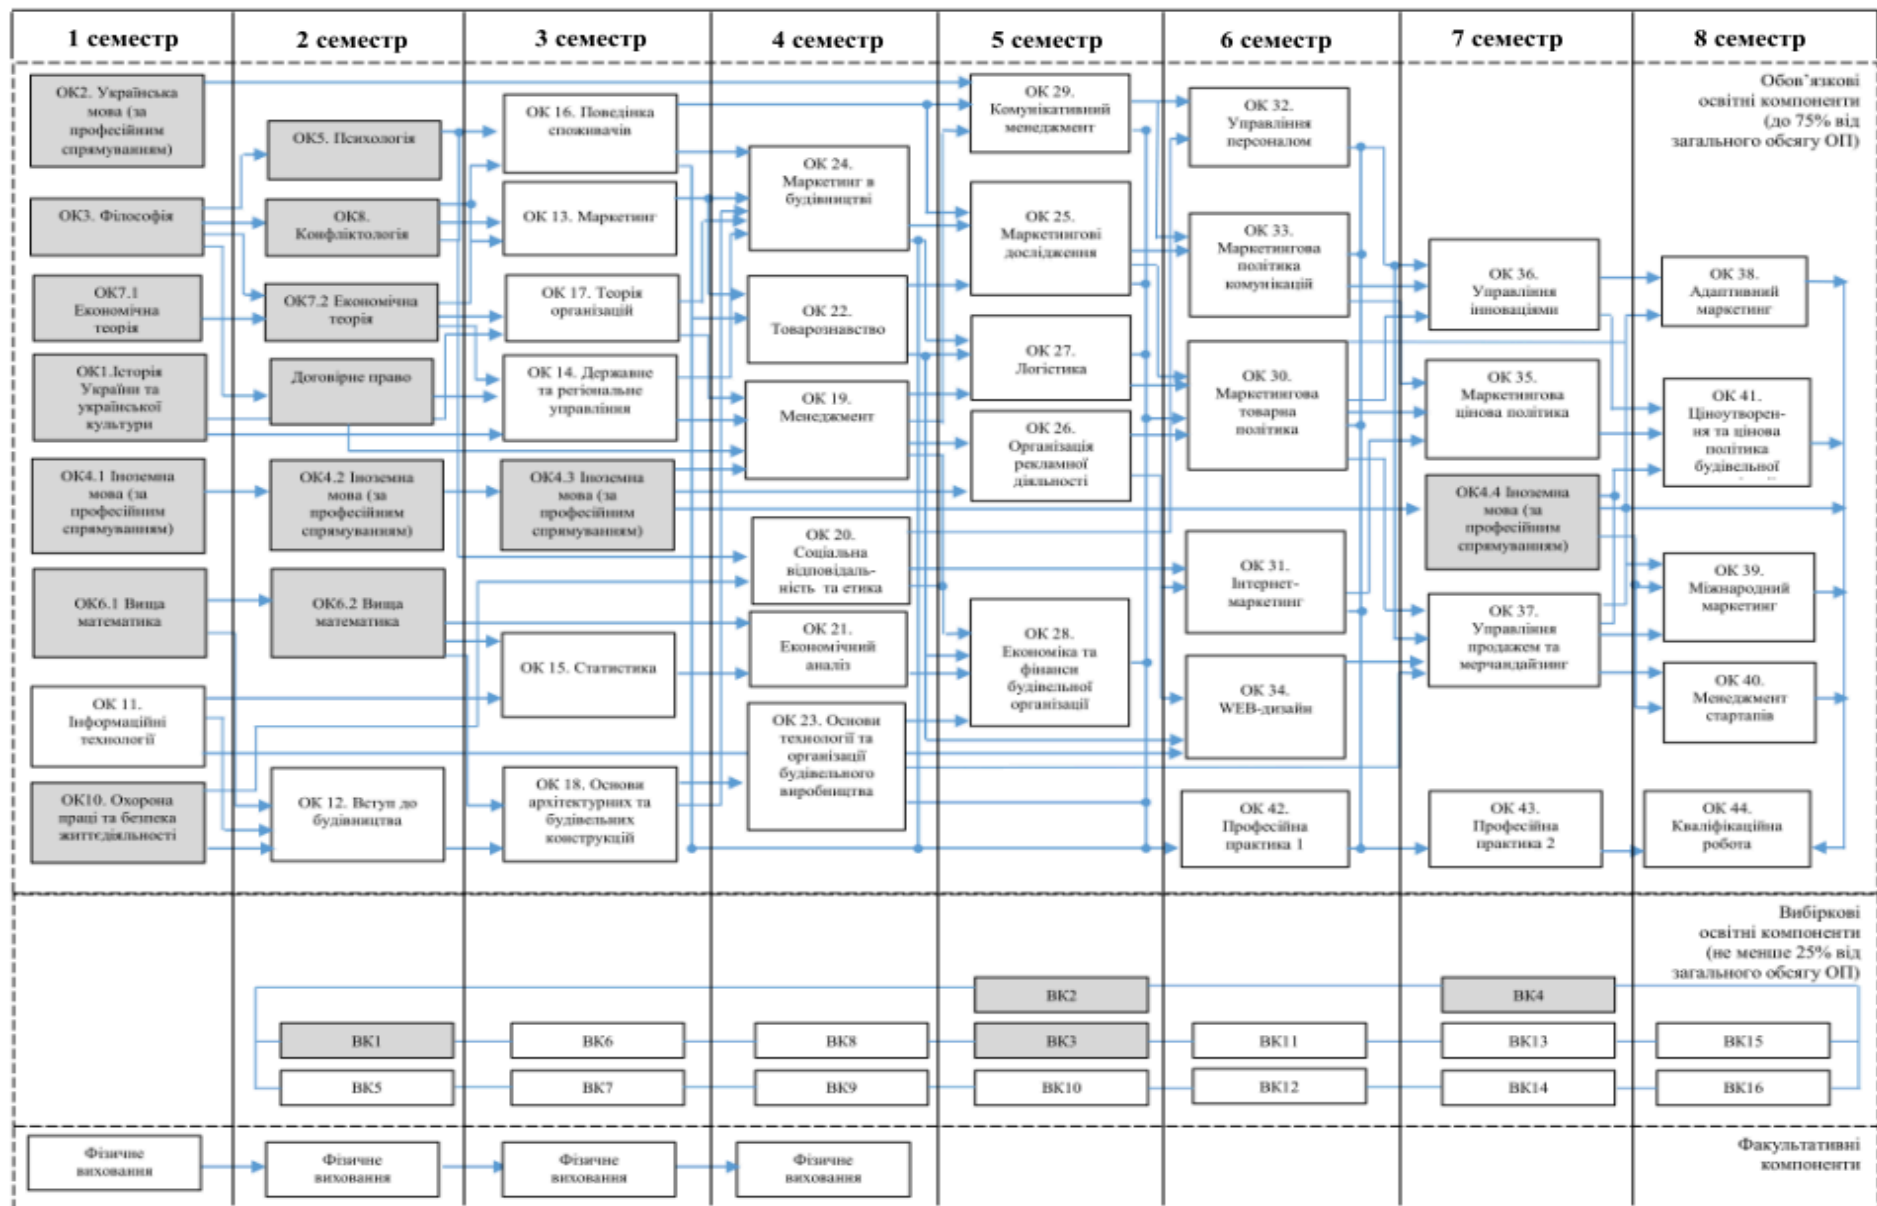 1 семестр
2 семестр
3 семестр
4 семестр
5 семестр
6 семестр
7 семестр
8 семестр
Обов’язкові
освітні компоненти
(до 75% від
загального обсягу ОП)
ОК2. Українська
мова (за
професійним
спрямуванням)
ОК3. Філософія
ОК7.1
Економічна
теорія
ОК1.Історія
України та
української
культури
ОК4.1 Іноземна
мова (за
професійним
спрямуванням)
ОК6.1 Вища
математика
ОК 11.
Інформаційні
технології
ОК10. Охорона
праці та безпека
життєдіяльності
ОК5. Психологія
ОК8.
Конфліктологія
ОК7.2 Економічна
теорія
Договірне право
ОК4.2 Іноземна
мова (за
професійним
спрямуванням)
ОК6.2 Вища
математика
ОК 12. Вступ до
будівництва
ОК 16. Поведінка
споживачів
ОК 13. Маркетинг
ОК 17. Теорія
організацій
ОК 14. Державне
та регіональне
управління
ОК4.3 Іноземна
мова (за
професійним
спрямуванням)
ОК 15. Статистика
ОК 18. Основи
архітектурних та
будівельних
конструкцій
ОК 24.
Маркетинг в
будівництві
ОК 22.
Товарознавство
ОК 19.
Менеджмент
ОК 20.
Соціальна
відповідаль-
ність та етика
ОК 21.
Економічний
аналіз
ОК 23. Основи
технології та
організації
будівельного
виробництва
ОК 29.
Комунікативний
менеджмент
ОК 25.
Маркетингові
дослідження
ОК 27.
Логістика
ОК 26.
Організація
рекламної
діяльності
ОК 28.
Економіка та
фінанси
будівельної
організації
ОК 32.
Управління
персоналом
ОК 33.
Маркетингова
політика
комунікацій
ОК 30.
Маркетингова
товарна
політика
ОК 31.
Інтернет-
маркетинг
ОК 34.
WEB-дизайн
ОК 42.
Професійна
практика 1
ОК 36.
Управління
інноваціями
ОК 35.
Маркетингова
цінова політика
ОК4.4 Іноземна
мова (за
професійним
спрямуванням)
ОК 37.
Управління
продажем та
мерчандайзинг
ОК 43.
Професійна
практика 2
ОК 38.
Адаптивний
маркетинг
ОК 41.
Ціноутворен-
ня та цінова
політика
будівельної
ОК 39.
Міжнародний
маркетинг
ОК 40.
Менеджмент
стартапів
ОК 44.
Кваліфікаційна
робота
Вибіркові
освітні компоненти
(не менше 25% від
загального обсягу ОП)
ВК2
ВК4
ВК1
ВК6
ВК8
ВК3
ВК11
ВК13
ВК15
ВК5
ВК7
ВК9
ВК10
ВК12
ВК14
ВК16
Факультативні
компоненти
Фізичне
виховання
Фізичне
виховання
Фізичне
виховання
Фізичне
виховання